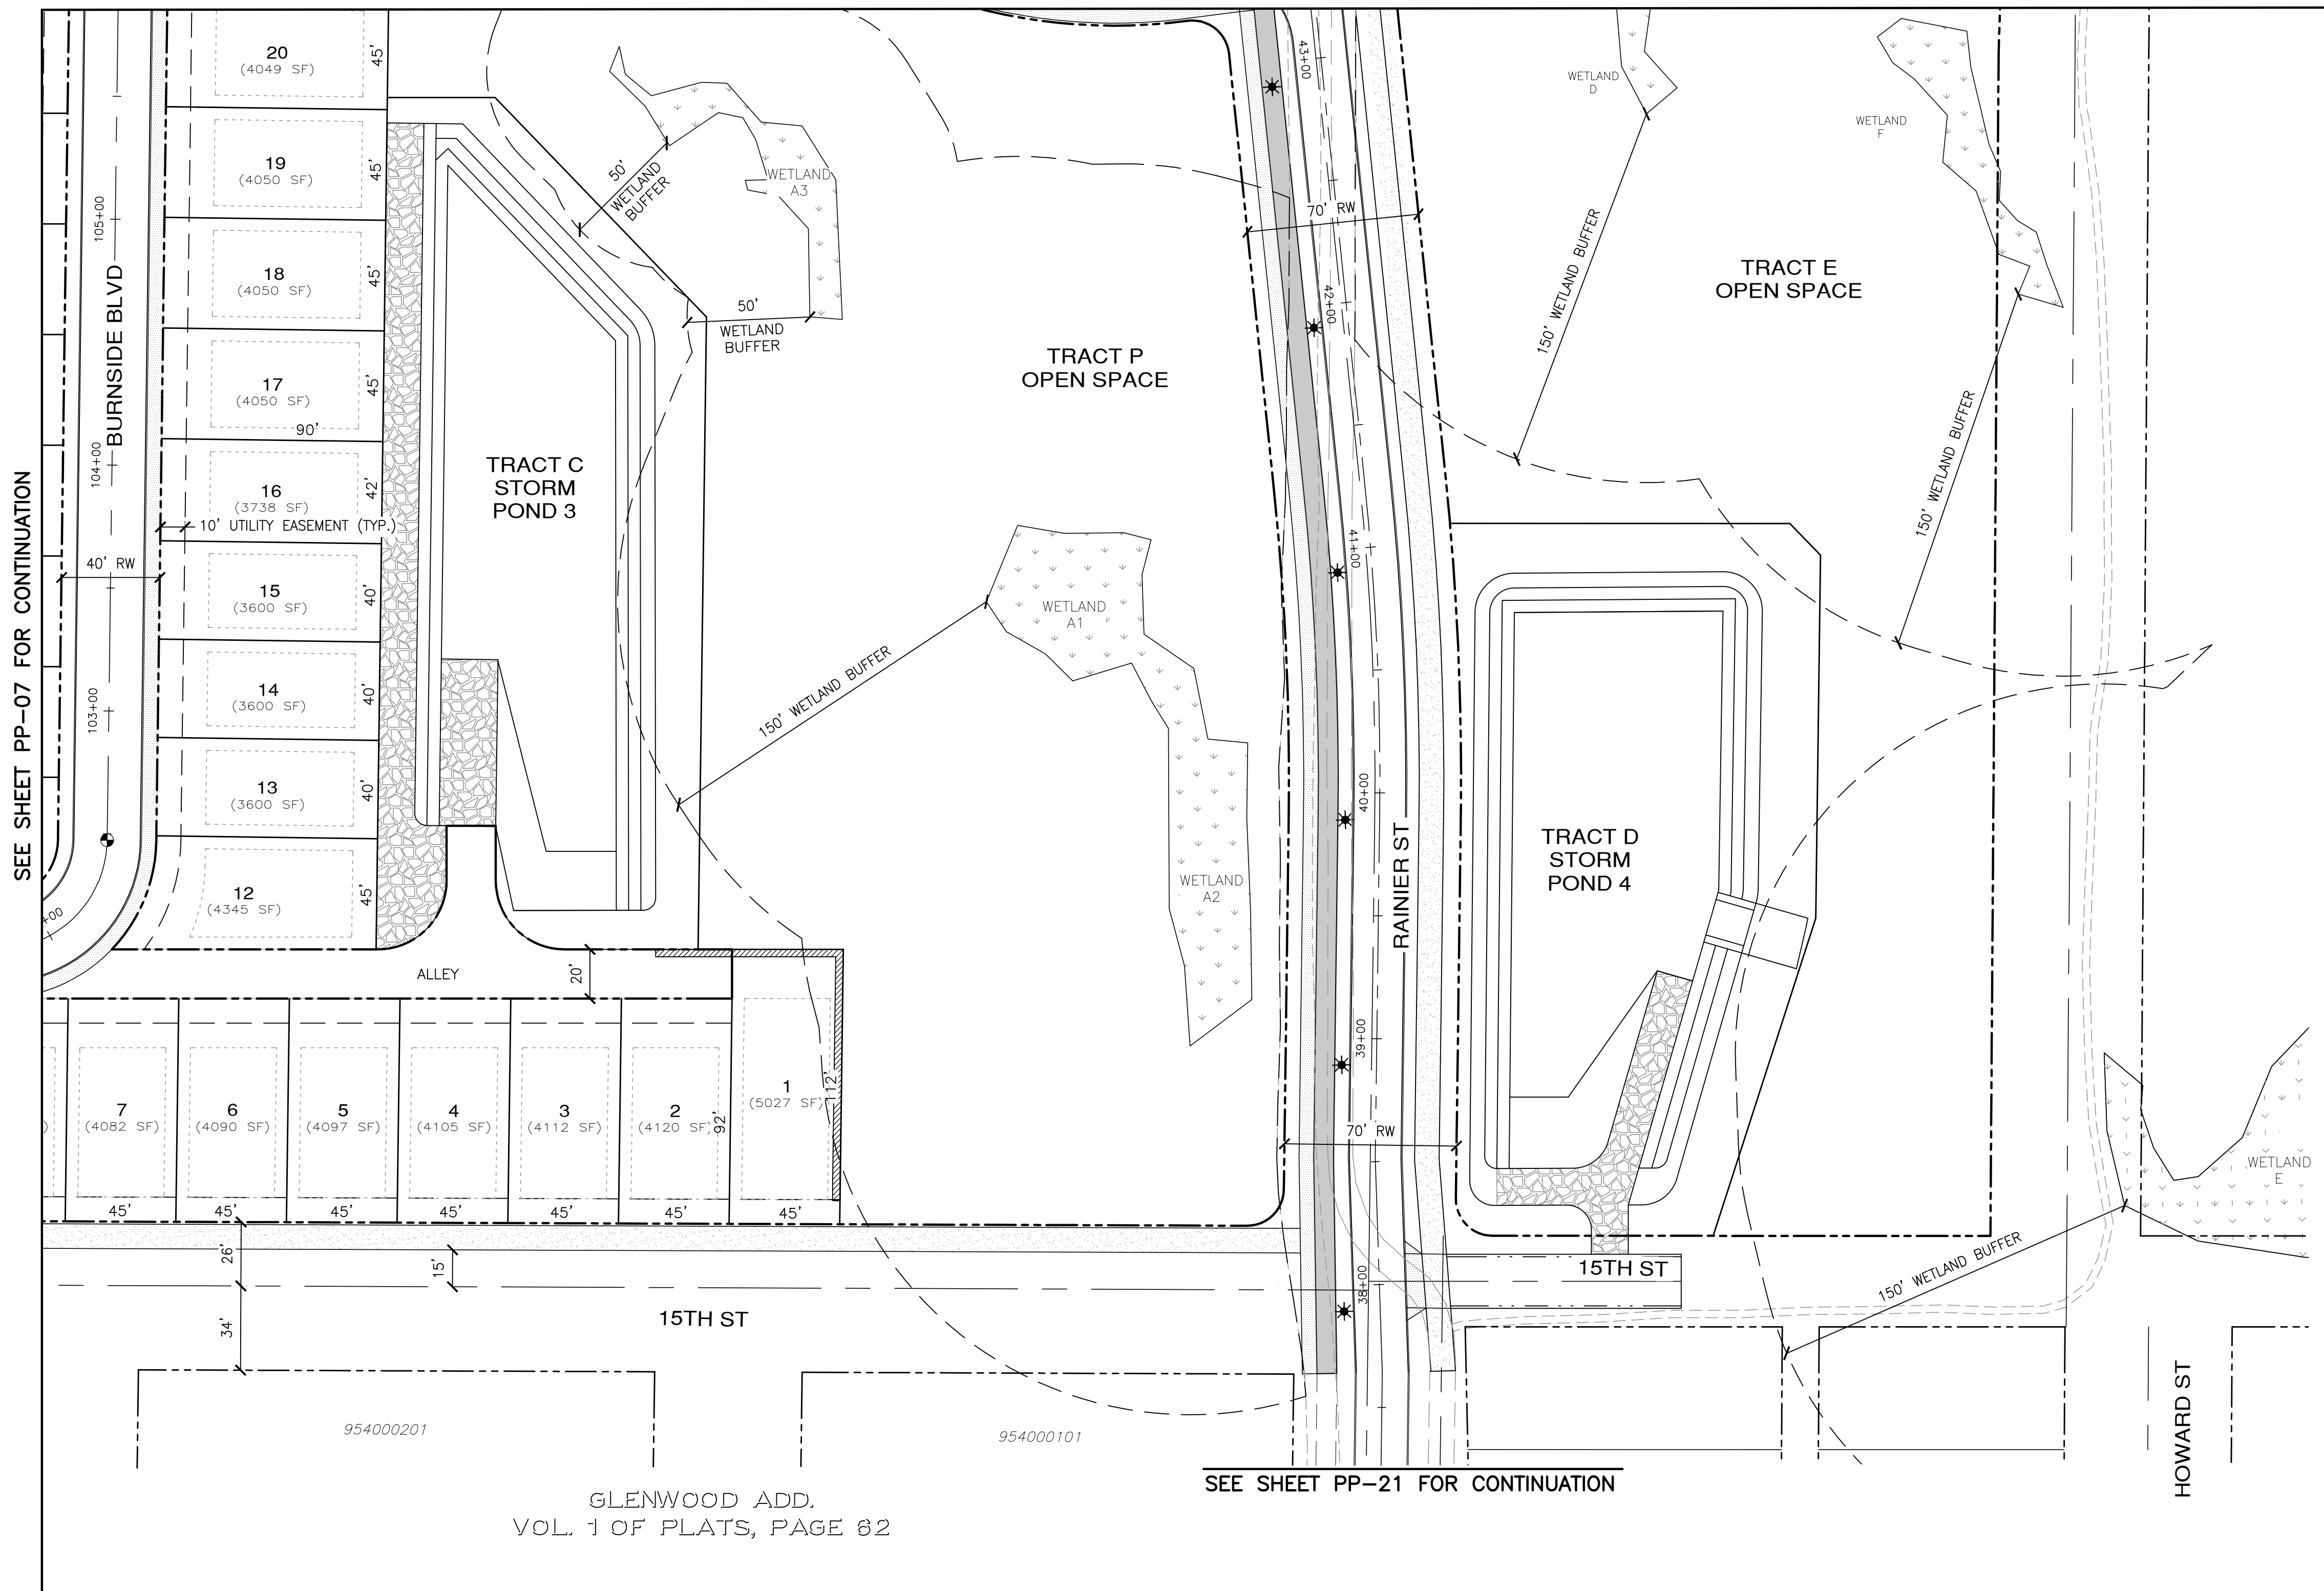 20
(4049 SF)
45'
19
(4050 SF)
45'
18
(4050 SF)
45'
17
(4050 SF)
45'
90'
16
(3738 SF)
42'
10' UTILITY EASEMENT (TYP.)
40' RW
15
(3600 SF)
40'
14
(3600 SF)
40'
13
(3600 SF)
40'
12
(4345 SF)
45'
105+00
104+00
103+00
+00
BURNSIDE BLVD
SEE SHEET PP-07 FOR CONTINUATION
TRACT C
STORM
POND 3
50'
WETLAND
BUFFER
WETLAND
A3
50'
WETLAND
BUFFER
TRACT P
OPEN SPACE
WETLAND
A1
150' WETLAND BUFFER
WETLAND
A2
ALLEY
20'
7
(4082 SF)
6
(4090 SF)
5
(4097 SF)
4
(4105 SF)
3
(4112 SF)
2
(4120 SF)
92'
1
(5027 SF)
112'
)
45'
45'
45'
45'
45'
45'
45'
26'
15'
34'
15TH ST
954000201
954000101
GLENWOOD ADD.
VOL. 1 OF PLATS, PAGE 62
43+00
70' RW
42+00
41+00
40+00
RAINIER ST
39+00
70' RW
38+00
SEE SHEET PP-21 FOR CONTINUATION
WETLAND
D
WETLAND
F
150' WETLAND BUFFER
TRACT E
OPEN SPACE
150' WETLAND BUFFER
TRACT D
STORM
POND 4
15TH ST
WETLAND
E
150' WETLAND BUFFER
HOWARD ST